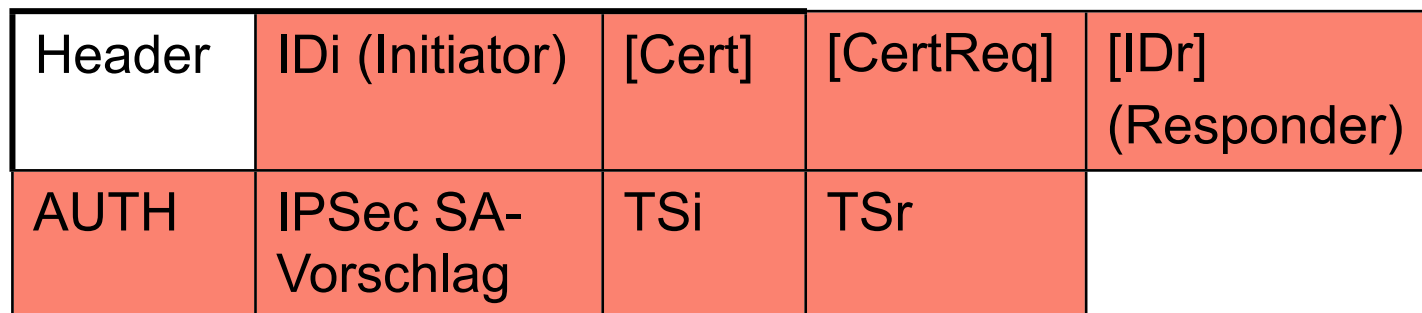 Header
IDi (Initiator)
[Cert]
[CertReq]
[IDr]
(Responder)
AUTH
IPSec SA-
Vorschlag
TSi
TSr